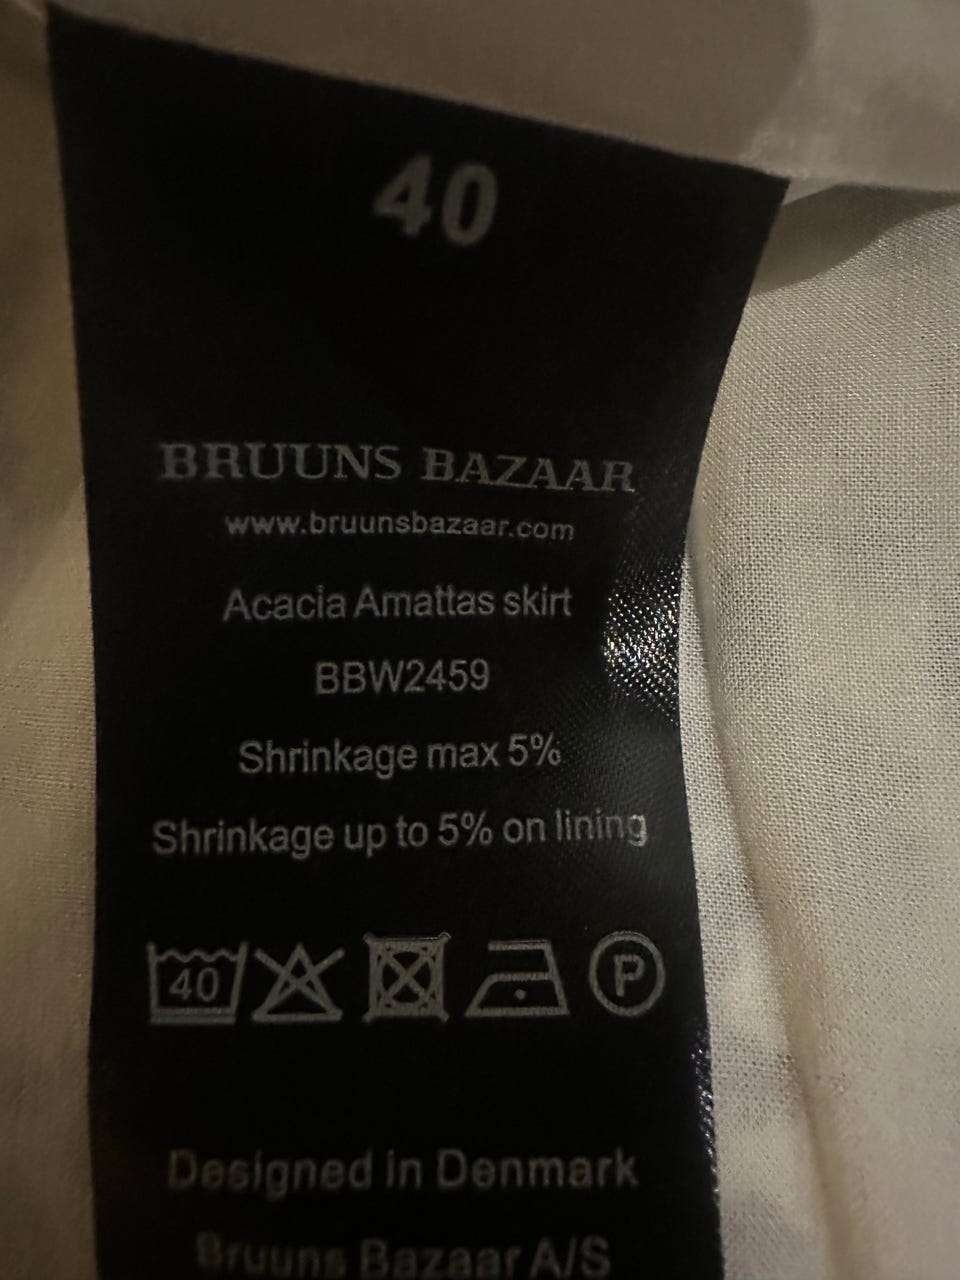 40
BRUUNS BAZAAR
www.bruunsbazaar.com
Acacia Amattas skirt
BBW2459
Shrinkage max 5%
Shrinkage up to 5% on lining
40 P
Designed in Denmark
Bruuns Bazaar A/S